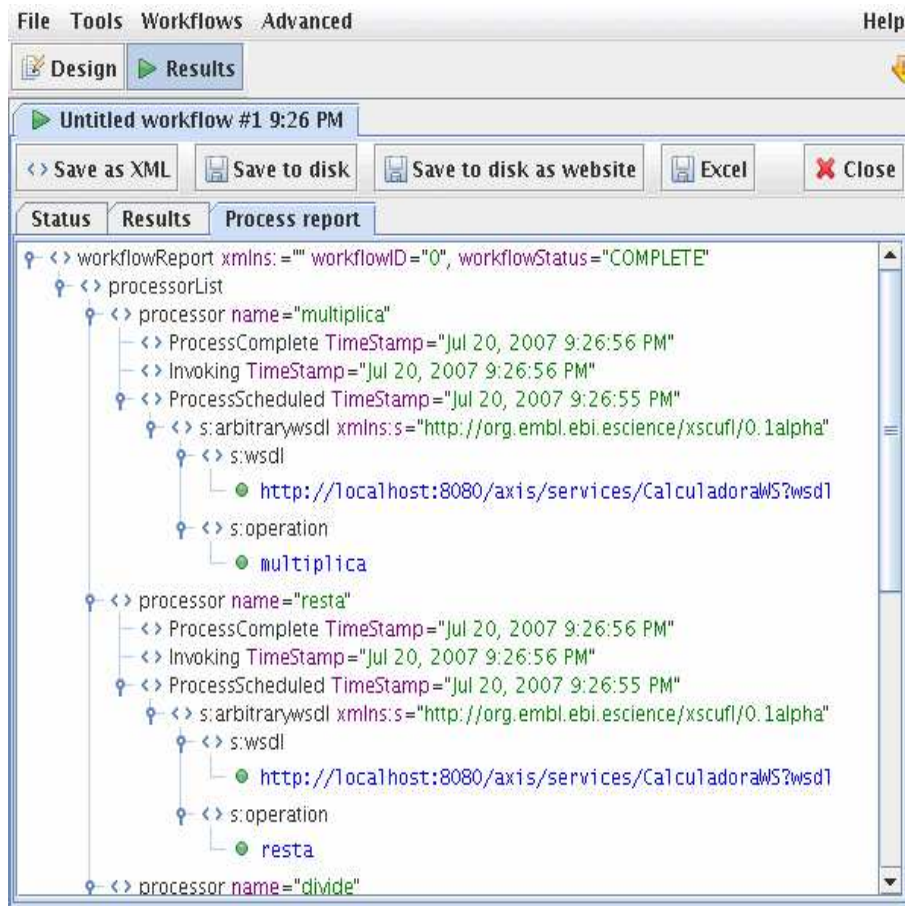 File Tools Workflows Advanced Help
Design Results
Untitled workflow #1 9:26 PM
<> Save as XML Save to disk Save to disk as website Excel Close
Status Results Process report
<> workflowReport xmlns:="" workflowID="0", workflowStatus="COMPLETE"
<> processorList
<> processor name="multiplica"
<> ProcessComplete TimeStamp="Jul 20, 2007 9:26:56 PM"
<> Invoking TimeStamp="Jul 20, 2007 9:26:56 PM"
<> ProcessScheduled TimeStamp="Jul 20, 2007 9:26:55 PM"
<> s:arbitrarywsdl xmlns:s="http://org.embl.ebi.escience/xscufl/0.1alpha"
<> s:wsdl
http://localhost:8080/axis/services/CalculadoraWS?wsdl
<> s:operation
multiplica
<> processor name="resta"
<> ProcessComplete TimeStamp="Jul 20, 2007 9:26:56 PM"
<> Invoking TimeStamp="Jul 20, 2007 9:26:56 PM"
<> ProcessScheduled TimeStamp="Jul 20, 2007 9:26:55 PM"
<> s:arbitrarywsdl xmlns:s="http://org.embl.ebi.escience/xscufl/0.1alpha"
<> s:wsdl
http://localhost:8080/axis/services/CalculadoraWS?wsdl
<> s:operation
resta
<> processor name="divide"